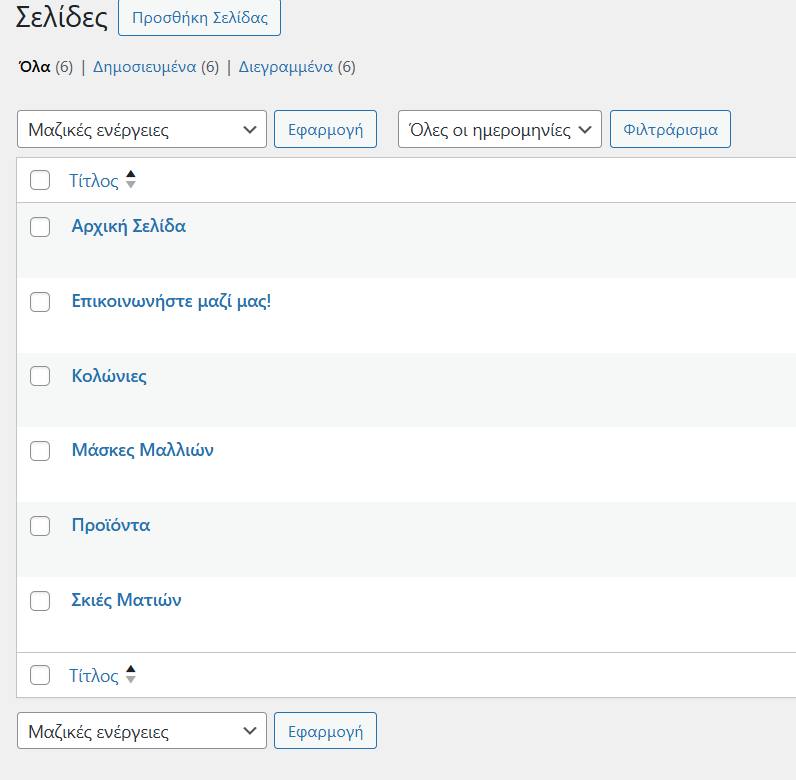 Σελίδες Προσθήκη Σελίδας
Όλα (6) | Δημοσιευμένα (6) | Διεγραμμένα (6)
Μαζικές ενέργειες Εφαρμογή Όλες οι ημερομηνίες Φιλτράρισμα
Τίτλος
Αρχική Σελίδα
Επικοινωνήστε μαζί μας!
Κολώνιες
Μάσκες Μαλλιών
Προϊόντα
Σκιές Ματιών
Τίτλος
Μαζικές ενέργειες Εφαρμογή